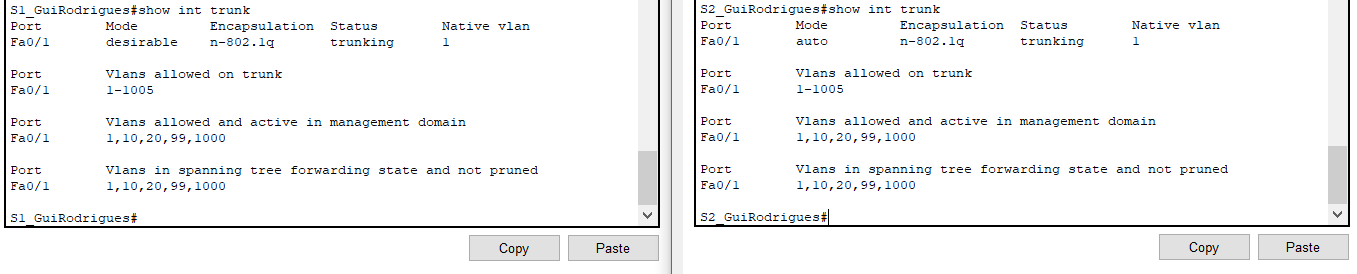 S1_GuiRodrigues#show int trunk
Port        Mode         Encapsulation  Status        Native vlan
Fa0/1       desirable    n-802.1q       trunking      1

Port        Vlans allowed on trunk
Fa0/1       1-1005

Port        Vlans allowed and active in management domain
Fa0/1       1,10,20,99,1000

Port        Vlans in spanning tree forwarding state and not pruned
Fa0/1       1,10,20,99,1000

S1_GuiRodrigues#
Copy
Paste
S2_GuiRodrigues#show int trunk
Port        Mode         Encapsulation  Status        Native vlan
Fa0/1       auto         n-802.1q       trunking      1

Port        Vlans allowed on trunk
Fa0/1       1-1005

Port        Vlans allowed and active in management domain
Fa0/1       1,10,20,99,1000

Port        Vlans in spanning tree forwarding state and not pruned
Fa0/1       1,10,20,99,1000

S2_GuiRodrigues#
Copy
Paste